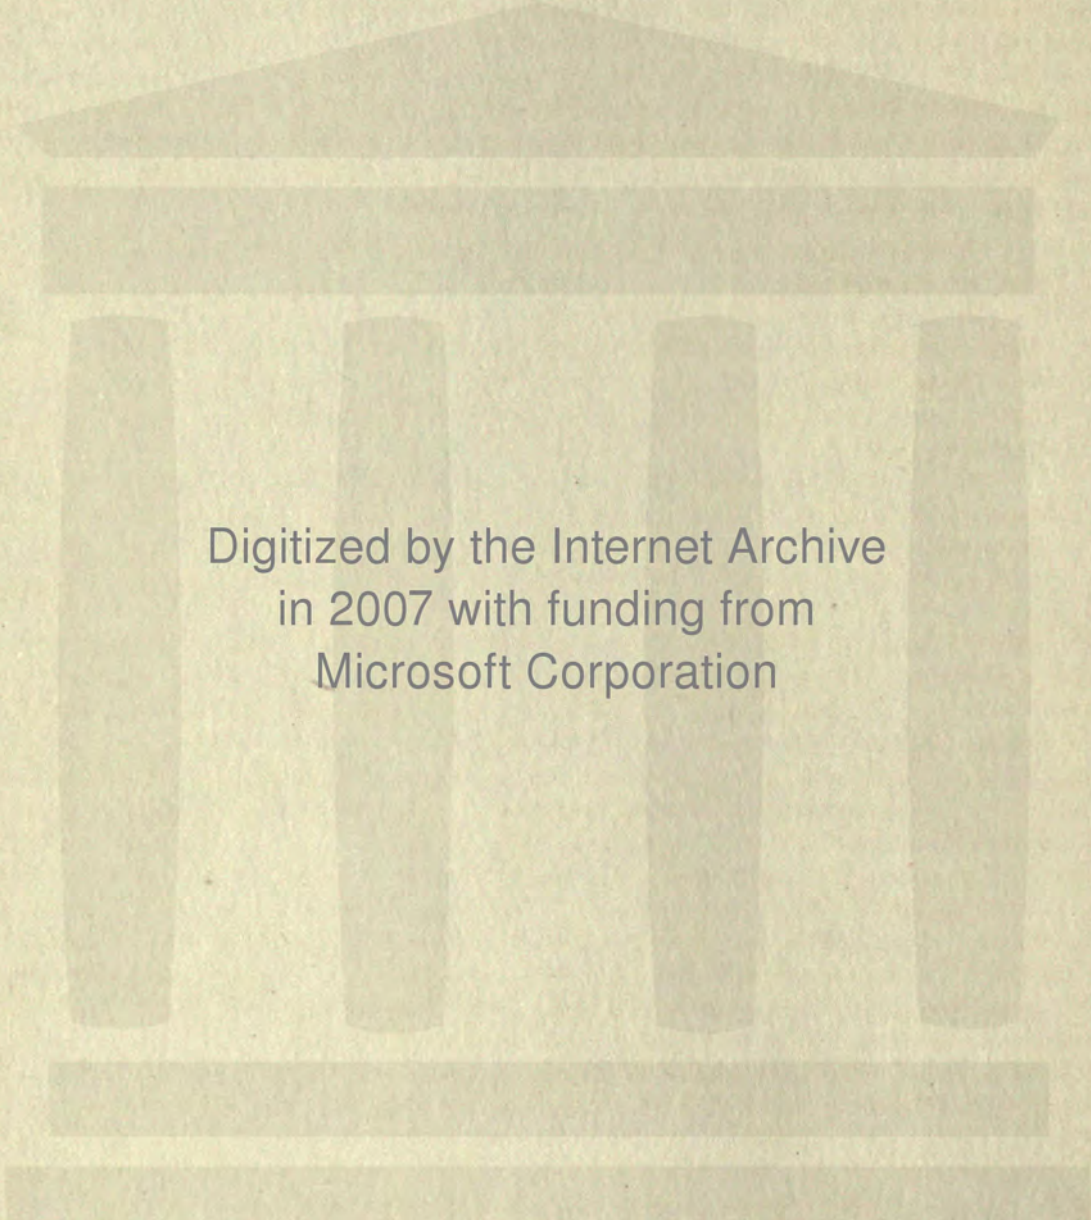 Digitized by the Internet Archive
in 2007 with funding from
Microsoft Corporation